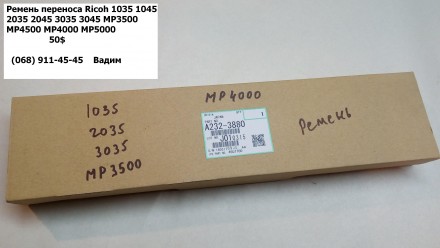 Ремень переноса Ricoh 1035 1045
2035 2045 3035 3045 MP3500
MP4500 MP4000 MP5000
50$
(068) 911-45-45 Вадим
MP4000
1035
2035
3035
MP3500
A232-3880
Ремень